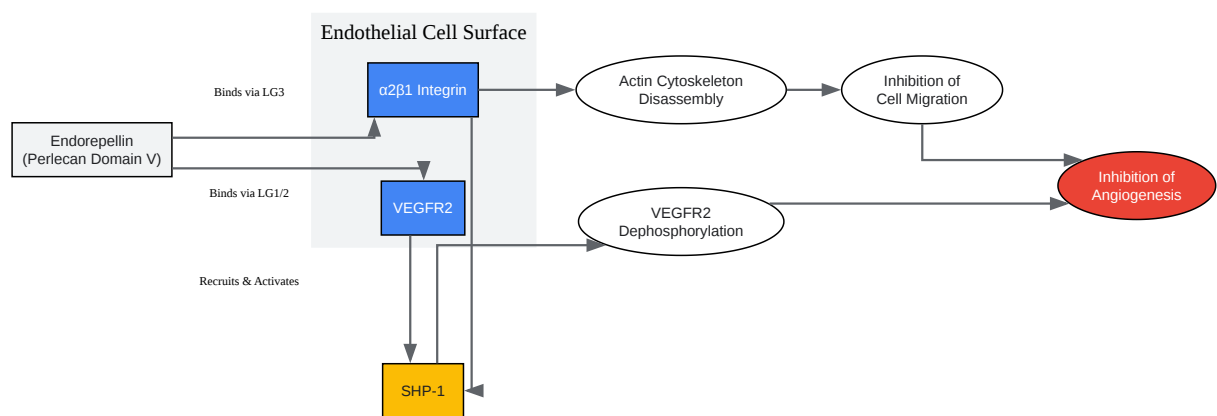 Endothelial Cell Surface
α2β1 Integrin
Actin Cytoskeleton
Disassembly
Inhibition of
Cell Migration
Binds via LG3
Endorepellin
(Perlecan Domain V)
Binds via LG1/2
VEGFR2
VEGFR2
Dephosphorylation
Inhibition of
Angiogenesis
Recruits & Activates
SHP-1